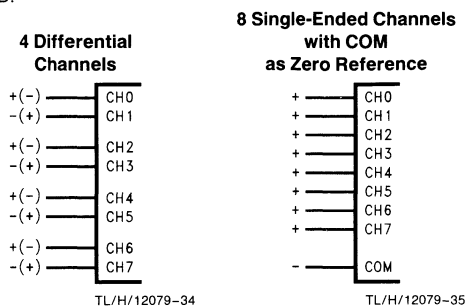 4 Differential
Channels
+(−) CH0
−(+) CH1
+(−) CH2
−(+) CH3
+(−) CH4
−(+) CH5
+(−) CH6
−(+) CH7
TL/H/12079–34
8 Single-Ended Channels
with COM
as Zero Reference
+ CH0
+ CH1
+ CH2
+ CH3
+ CH4
+ CH5
+ CH6
+ CH7
− COM
TL/H/12079–35